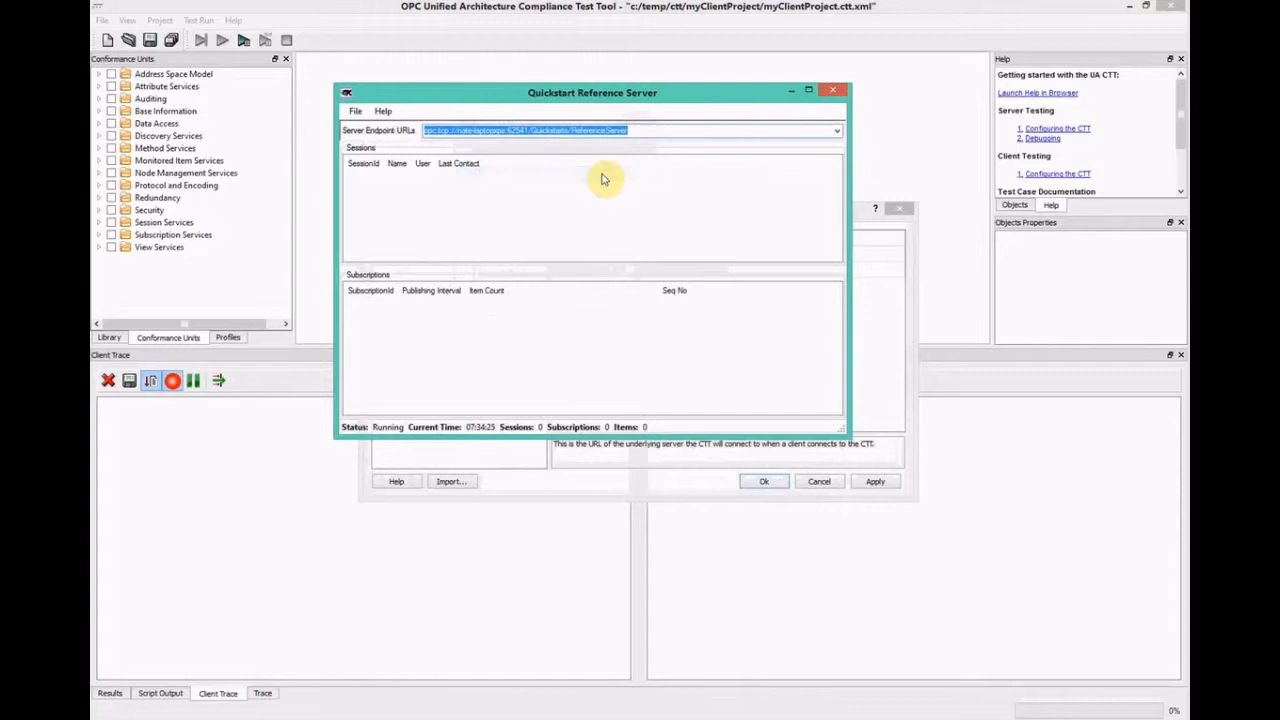 OPC Unified Architecture Compliance Test Tool - "c:/temp/ctt/myClientProject/myClientProject.ctt.xml"
File View Project Test Run Help
Conformance Units
Address Space Model
Attribute Services
Auditing
Base Information
Data Access
Discovery Services
Method Services
Monitored Item Services
Node Management Services
Protocol and Encoding
Redundancy
Security
Session Services
Subscription Services
View Services
Library Conformance Units Profiles
Quickstart Reference Server
File Help
Server Endpoint URLs opc.tcp://nate-laptopxps:62541/Quickstarts/ReferenceServer
Sessions
SessionId Name User Last Contact
Subscriptions
SubscriptionId Publishing Interval Item Count Seq No
Status: Running Current Time: 07:34:25 Sessions: 0 Subscriptions: 0 Items: 0
?
This is the URL of the underlying server the CTT will connect to when a client connects to the CTT.
Help Import... Ok Cancel Apply
Help
Getting started with the UA CTT:
Launch Help in Browser
Server Testing
1. Configuring the CTT
2. Debugging
Client Testing
1. Configuring the CTT
Test Case Documentation
Objects Help
Objects Properties
Client Trace
Results Script Output Client Trace Trace
0%